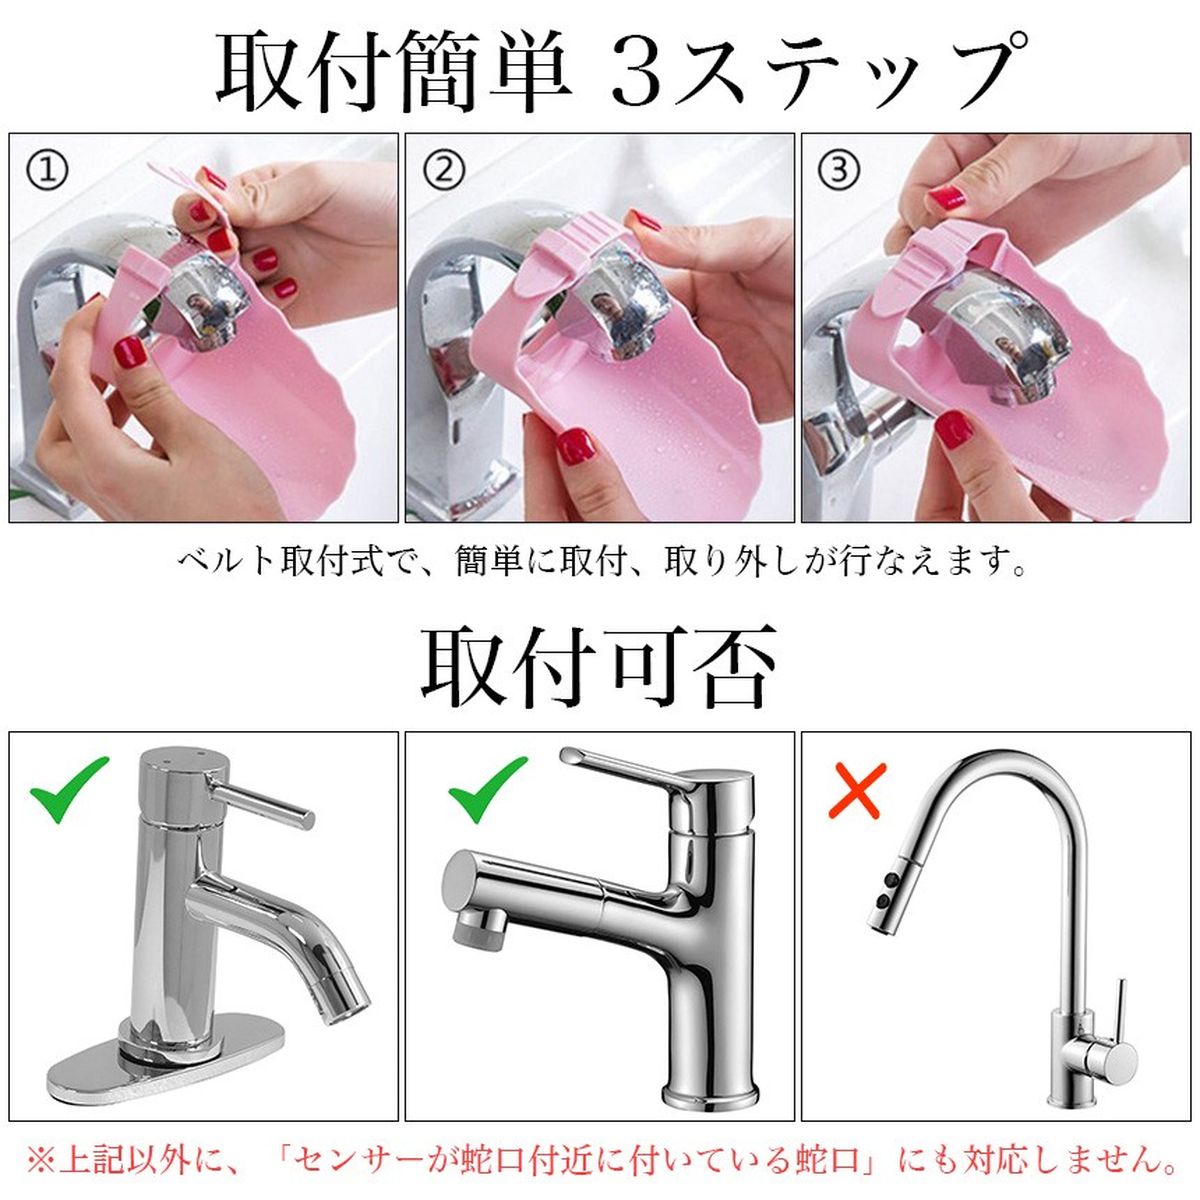 取付簡単 3ステップ
①
②
③
ベルト取付式で、簡単に取付、取り外しが行なえます。
取付可否
※上記以外に、「センサーが蛇口付近に付いている蛇口」にも対応しません。